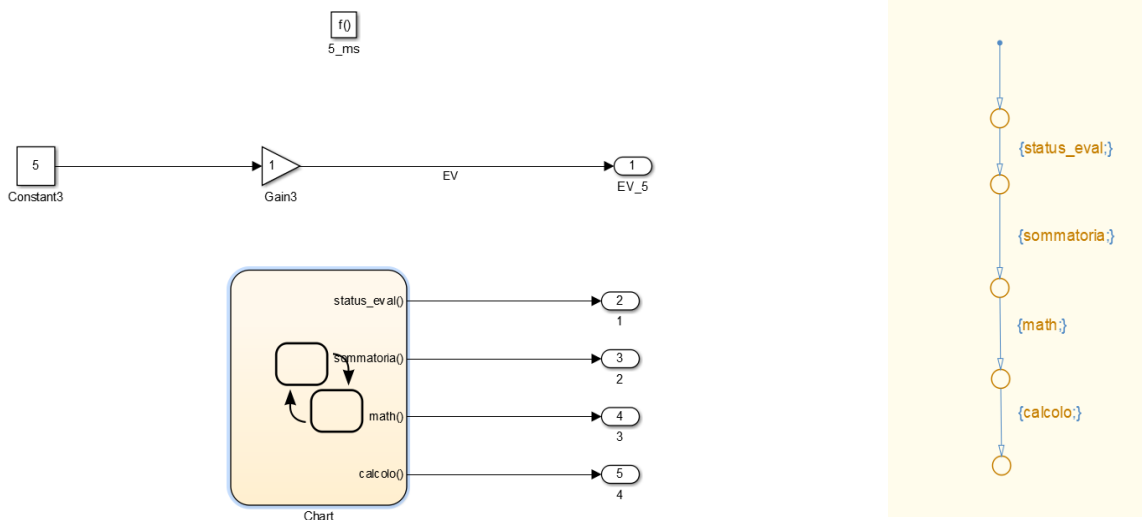 f()
5_ms
5
Constant3
1
Gain3
EV
1
EV_5
status_eval()
2
1
sommatoria()
3
2
math()
4
3
calcolo()
5
4
Chart
{status_eval;}
{sommatoria;}
{math;}
{calcolo;}